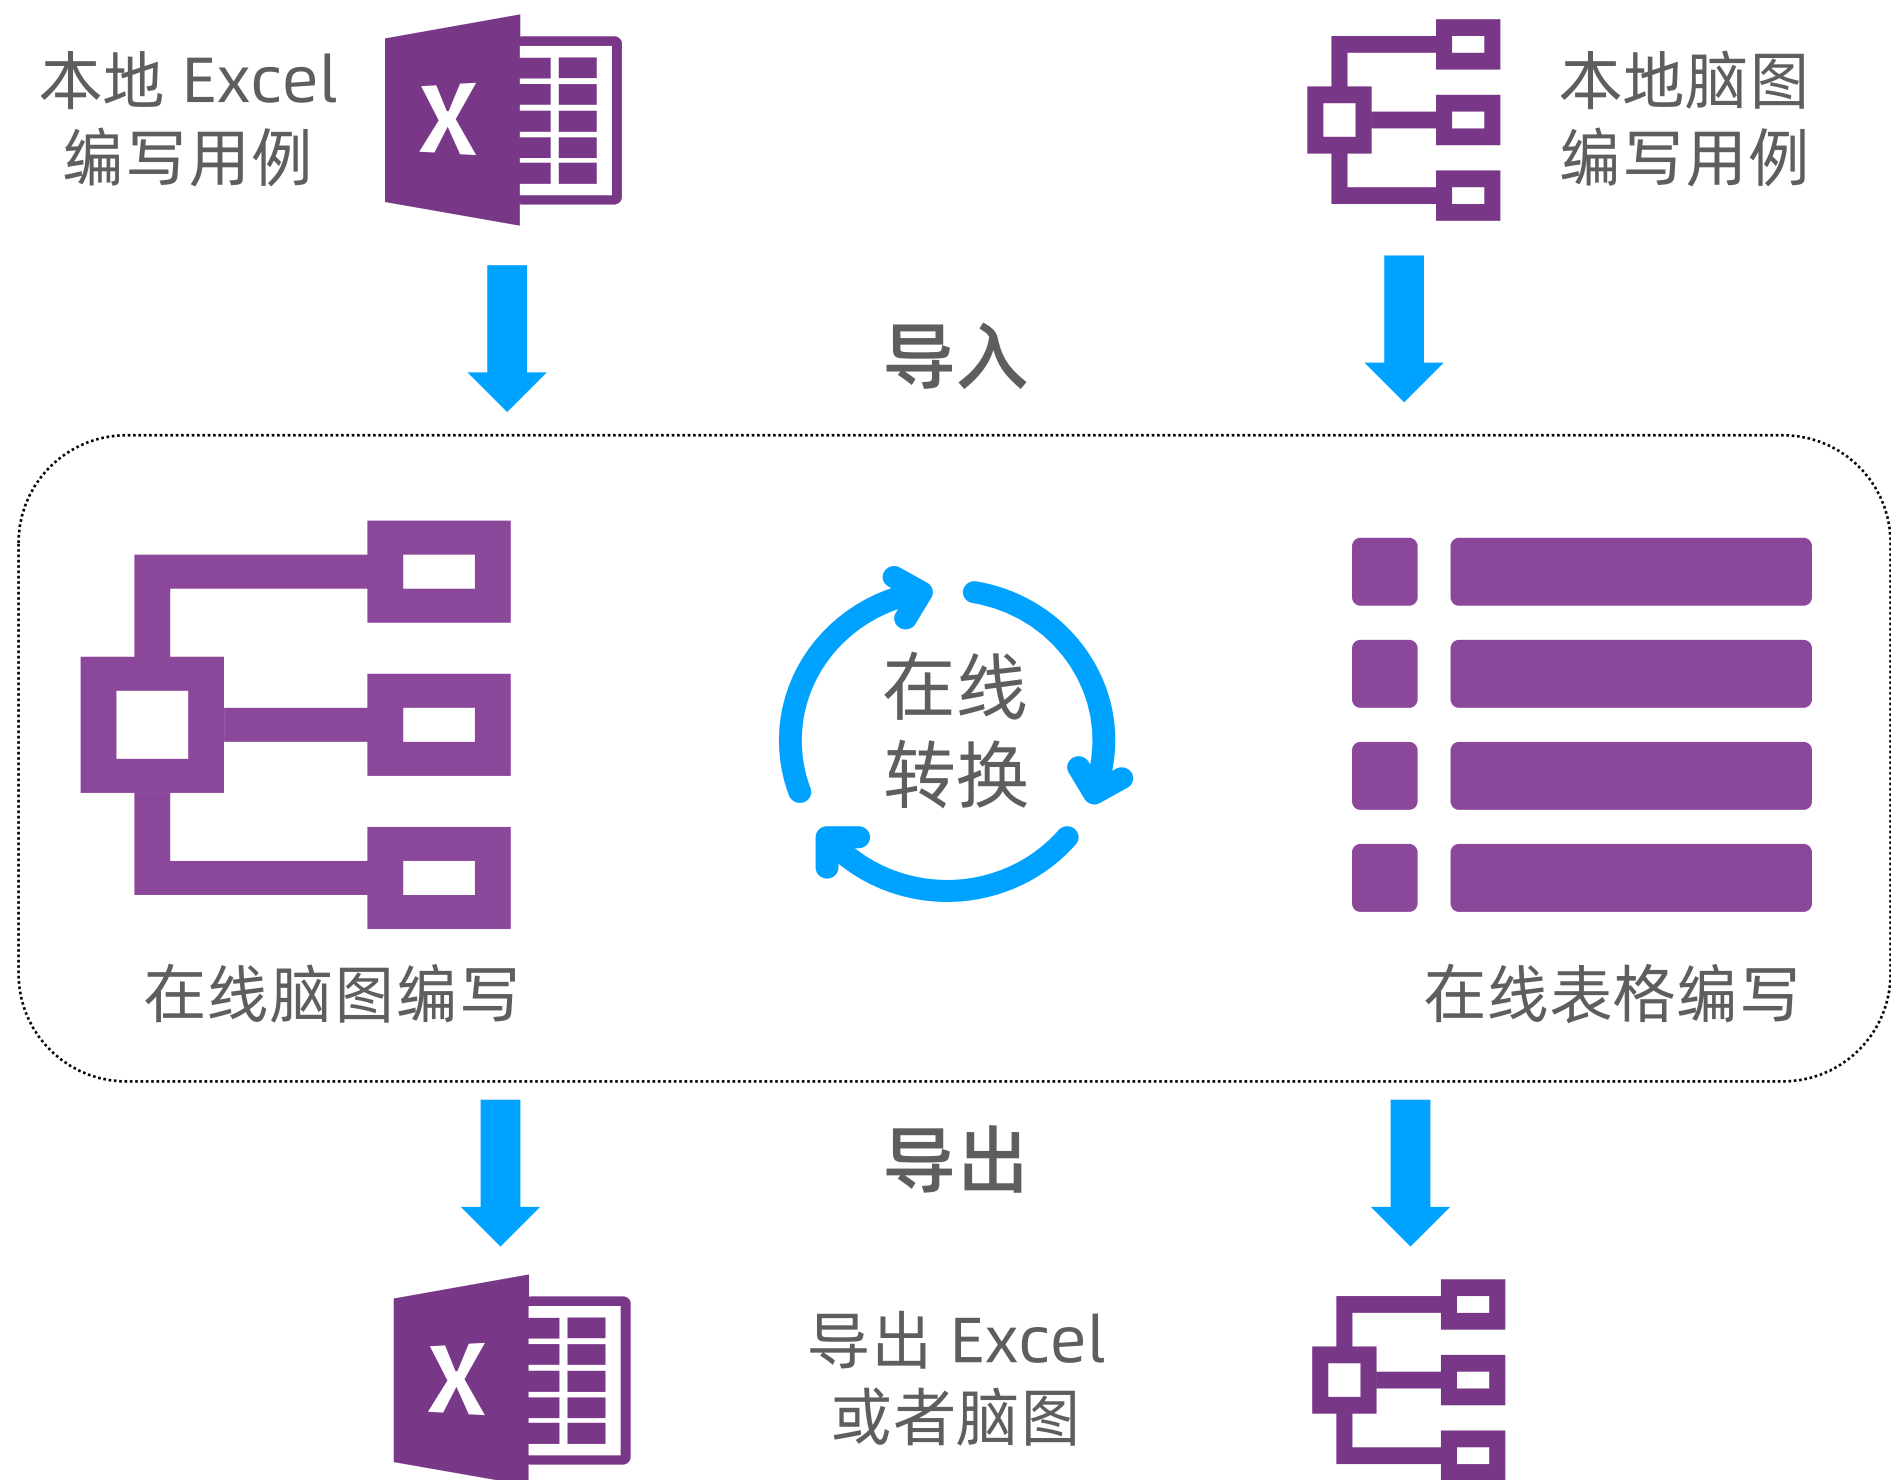 本地 Excel
编写用例
X
本地脑图
编写用例
导入
在线
转换
在线脑图编写
在线表格编写
导出
导出 Excel
或者脑图
X